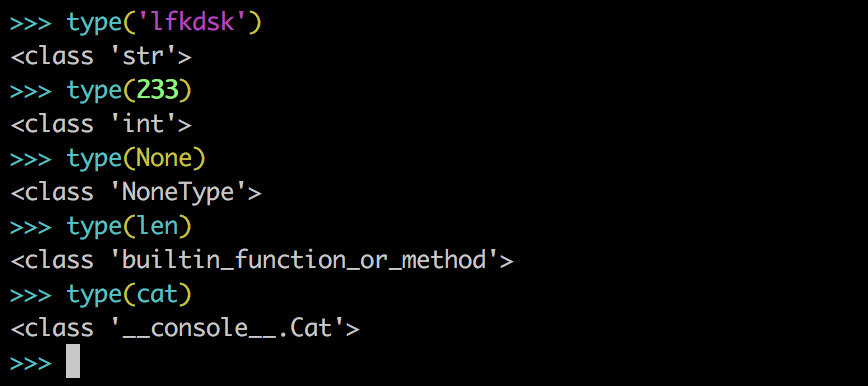 >>> type('lfkdsk')
<class 'str'>
>>> type(233)
<class 'int'>
>>> type(None)
<class 'NoneType'>
>>> type(len)
<class 'builtin_function_or_method'>
>>> type(cat)
<class '__console__.Cat'>
>>>